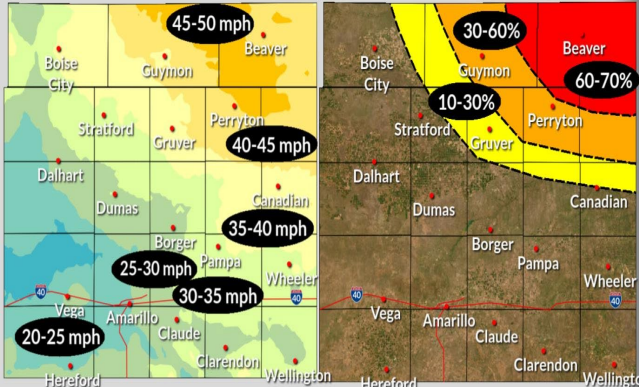 45-50 mph
Beaver
Boise
City
Guymon
Stratford
Gruver
Perryton
40-45 mph
Dalhart
Dumas
Canadian
35-40 mph
Borger
Pampa
25-30 mph
Wheeler
30-35 mph
40
40
Vega
Amarillo
Claude
20-25 mph
Clarendon
Hereford
Wellington
30-60%
Beaver
Boise
City
Guymon
60-70%
10-30%
Stratford
Gruver
Perryton
Dalhart
Dumas
Canadian
Borger
Pampa
Wheeler
40
40
Vega
Amarillo
Claude
Clarendon
Hereford
Wellingto